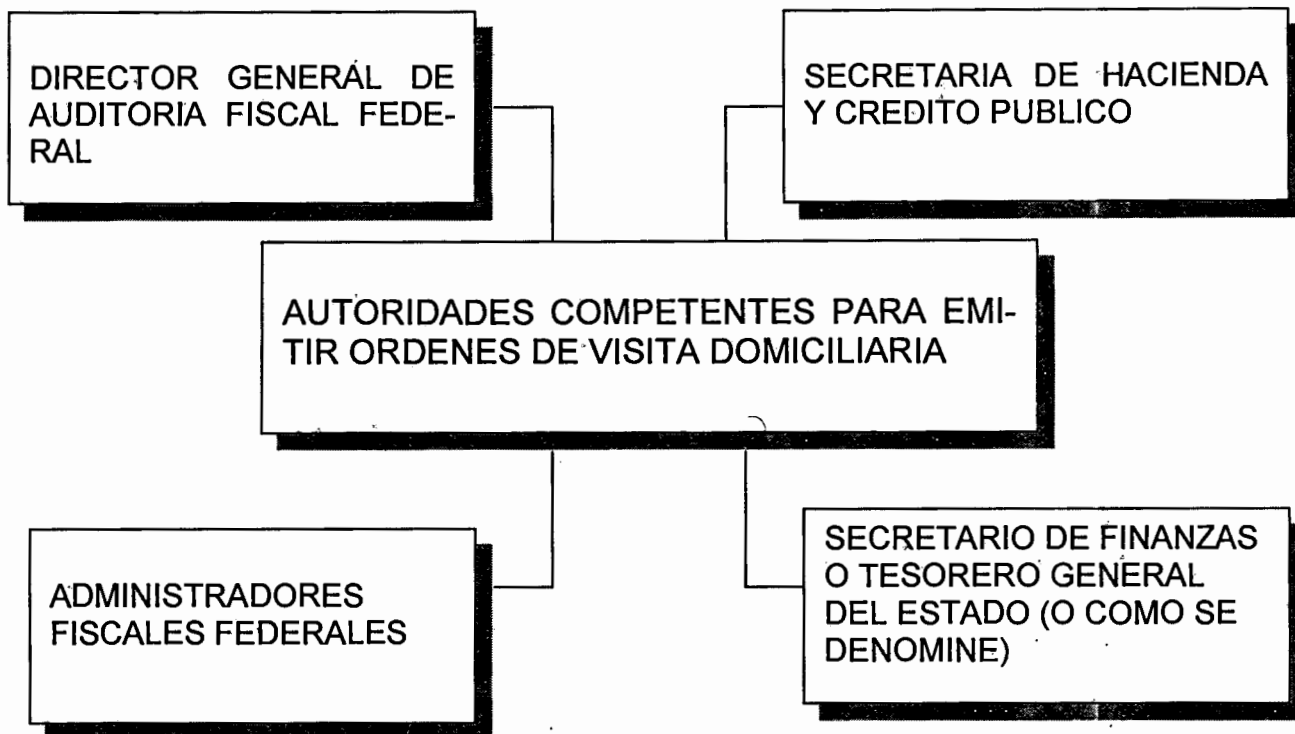 DIRECTOR GENERAL DE
AUDITORIA FISCAL FEDE-
RAL
SECRETARIA DE HACIENDA
Y CREDITO PUBLICO
AUTORIDADES COMPETENTES PARA EMI-
TIR ORDENES DE VISITA DOMICILIARIA
ADMINISTRADORES
FISCALES FEDERALES
SECRETARIO DE FINANZAS
O TESORERO GENERAL
DEL ESTADO (O COMO SE
DENOMINE)